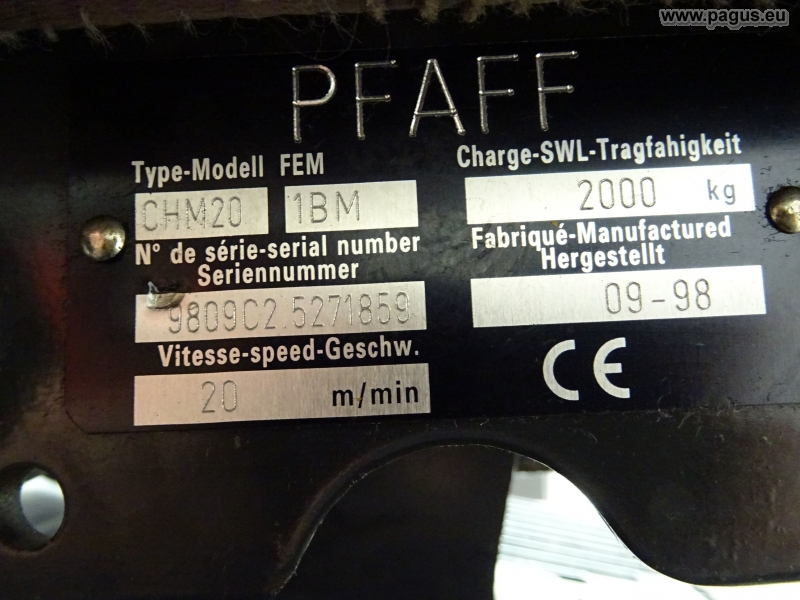 www.pagus.eu
PFAFF
Type-Modell FEM
CHM20 1BM
Charge-SWL-Tragfahigkeit
2000 kg
N° de série-serial number
Seriennummer
9809C2.5271859
Fabriqué-Manufactured
Hergestellt
09-98
Vitesse-speed-Geschw.
20 m/min
CE